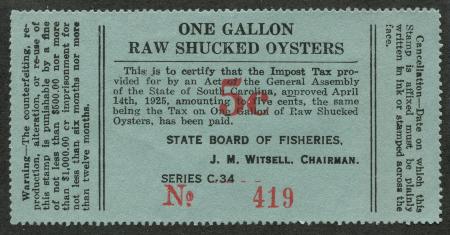 Warning—The counterfeiting, re-
production, alteration, or re-use of
this stamp is punishable by a fine
of not less than $500.00 nor more
than $1,000.00 or imprisonment for
not less than six months nor more
than twelve months.
ONE GALLON
RAW SHUCKED OYSTERS
This is to certify that the Impost Tax pro-
vided for by an Act of the General Assembly
of the State of South Carolina, approved April
14th, 1925, amounting to five cents, the same
being the Tax on One Gallon of Raw Shucked
Oysters, has been paid.
5c
STATE BOARD OF FISHERIES,
J. M. WITSELL, CHAIRMAN.
SERIES C-34 - -
No 419
Cancellation—Date on which this
Stamp is affixed must be plainly
written in ink or stamped across the
face.